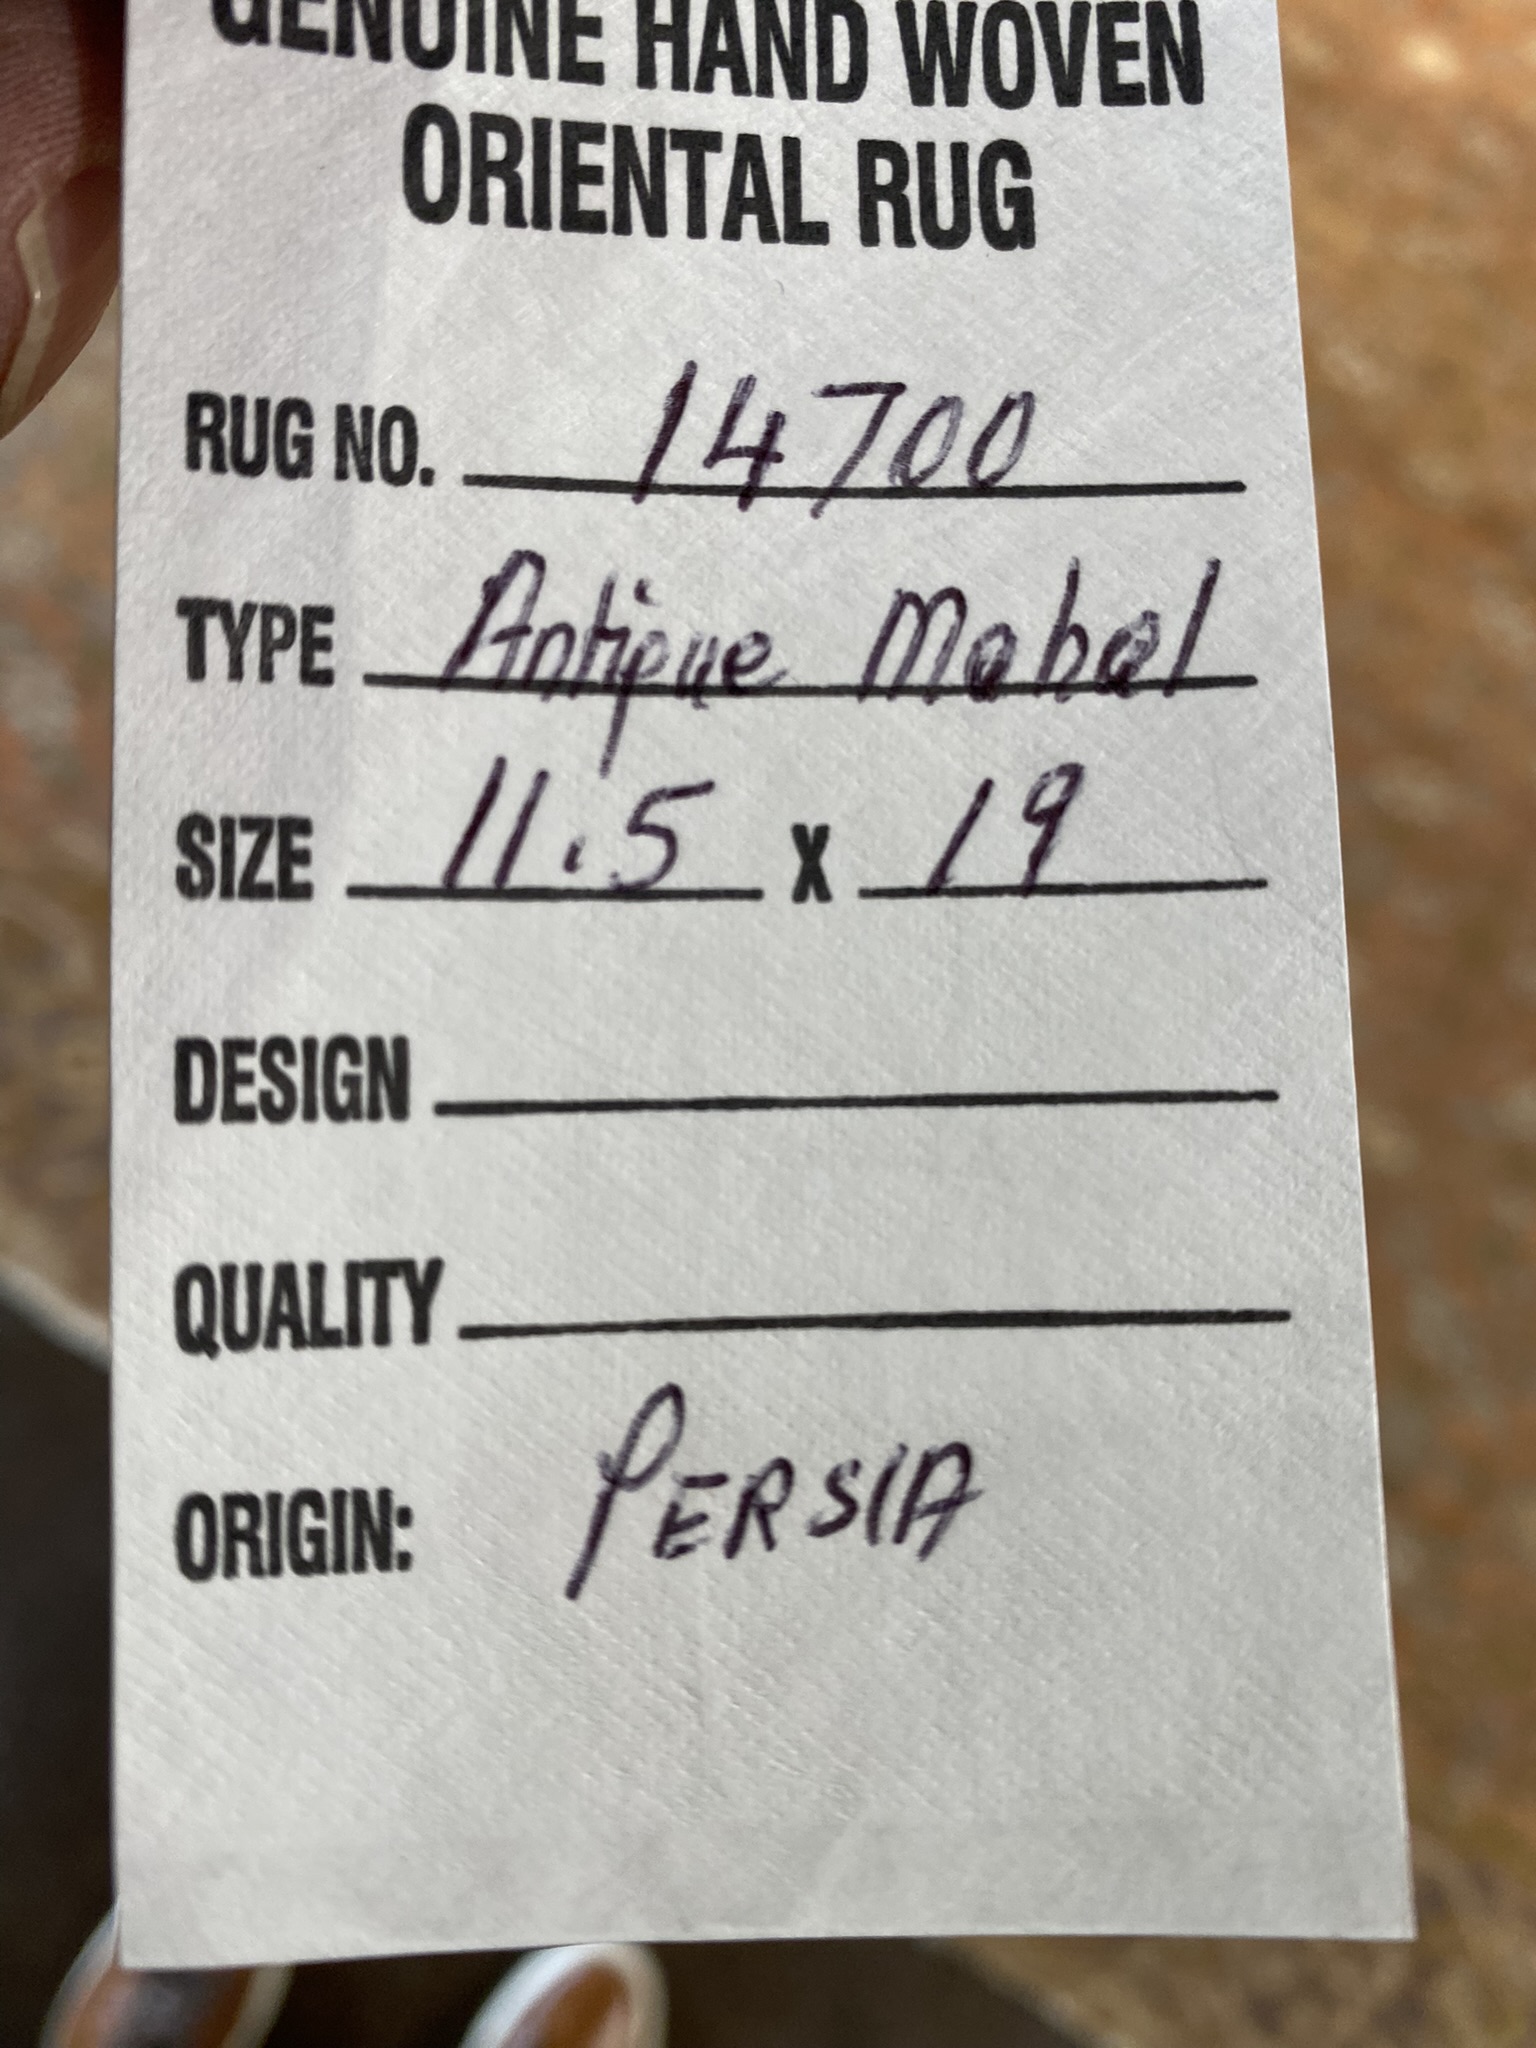 GENUINE HAND WOVEN
ORIENTAL RUG
RUG NO. 14700
TYPE Antique Mahal
SIZE 11.5 X 19
DESIGN
QUALITY
ORIGIN: PERSIA